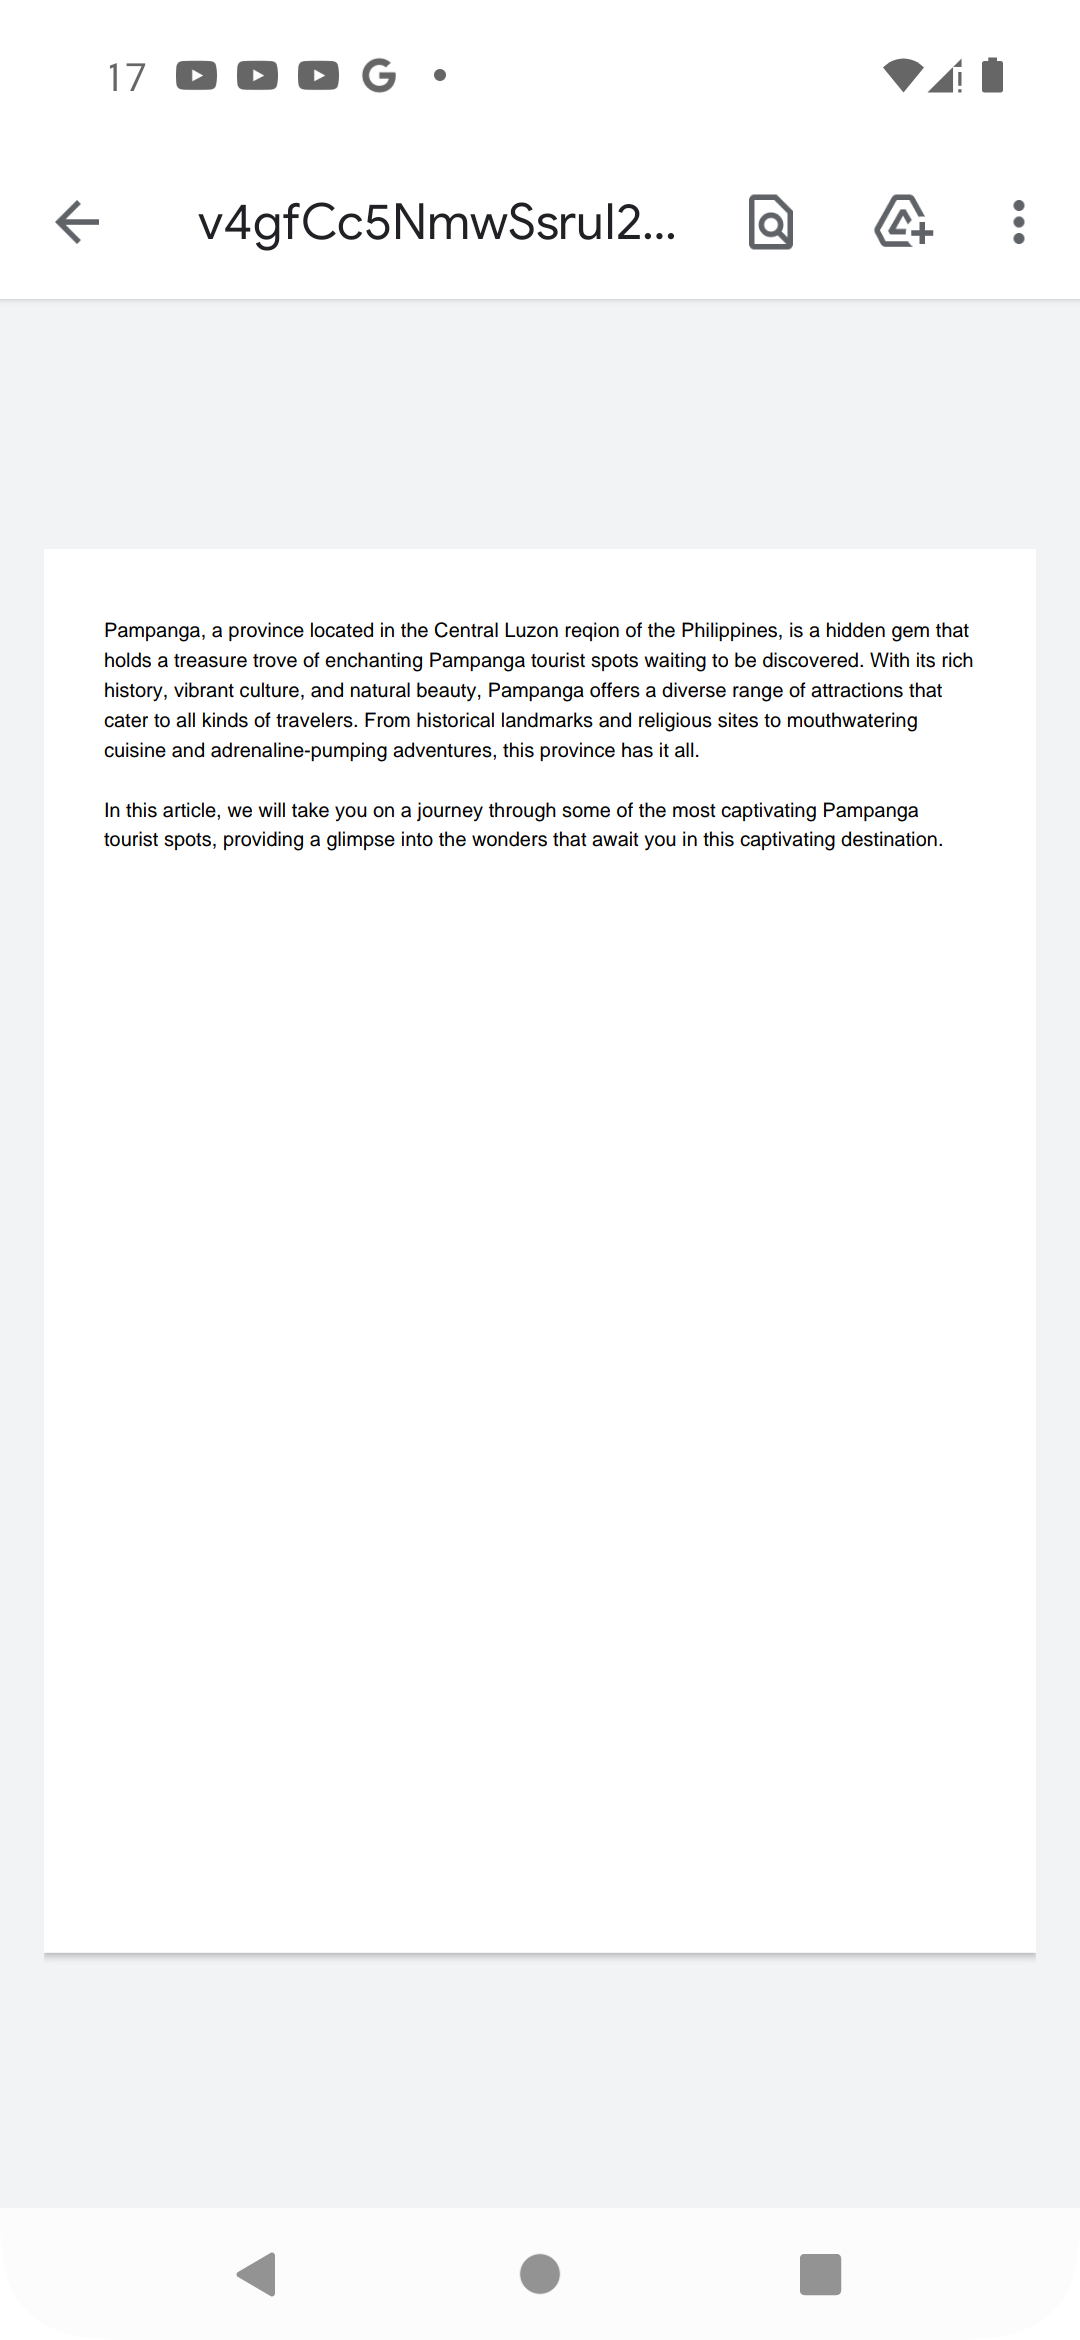 17
v4gfCc5NmwSsrul2...
Pampanga, a province located in the Central Luzon reqion of the Philippines, is a hidden gem that
holds a treasure trove of enchanting Pampanga tourist spots waiting to be discovered. With its rich
history, vibrant culture, and natural beauty, Pampanga offers a diverse range of attractions that
cater to all kinds of travelers. From historical landmarks and religious sites to mouthwatering
cuisine and adrenaline-pumping adventures, this province has it all.
In this article, we will take you on a journey through some of the most captivating Pampanga
tourist spots, providing a glimpse into the wonders that await you in this captivating destination.